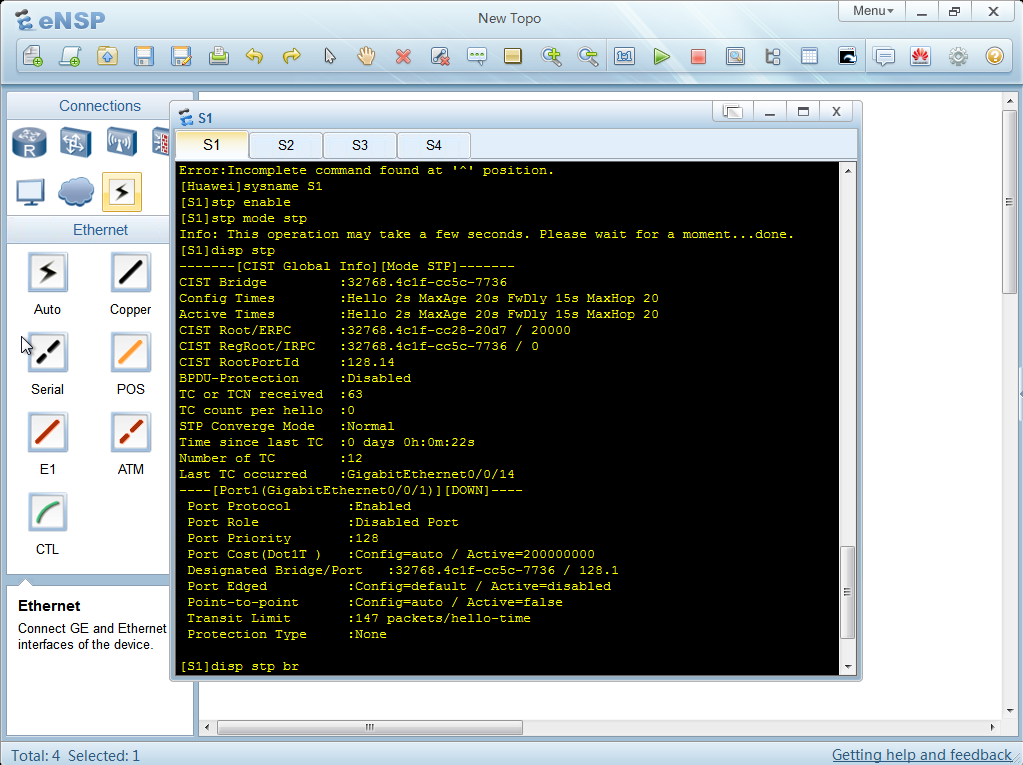 eNSP
New Topo
Menu
1:1
Connections
R
Ethernet
Auto
Copper
Serial
POS
E1
ATM
CTL
Ethernet
Connect GE and Ethernet
interfaces of the device.
S1
S1
S2
S3
S4
Error:Incomplete command found at '^' position.
[Huawei]sysname S1
[S1]stp enable
[S1]stp mode stp
Info: This operation may take a few seconds. Please wait for a moment...done.
[S1]disp stp
-------[CIST Global Info][Mode STP]-------
CIST Bridge         :32768.4c1f-cc5c-7736
Config Times        :Hello 2s MaxAge 20s FwDly 15s MaxHop 20
Active Times        :Hello 2s MaxAge 20s FwDly 15s MaxHop 20
CIST Root/ERPC      :32768.4c1f-cc28-20d7 / 20000
CIST RegRoot/IRPC   :32768.4c1f-cc5c-7736 / 0
CIST RootPortId     :128.14
BPDU-Protection     :Disabled
TC or TCN received  :63
TC count per hello  :0
STP Converge Mode   :Normal
Time since last TC  :0 days 0h:0m:22s
Number of TC        :12
Last TC occurred    :GigabitEthernet0/0/14
----[Port1(GigabitEthernet0/0/1)][DOWN]----
 Port Protocol       :Enabled
 Port Role           :Disabled Port
 Port Priority       :128
 Port Cost(Dot1T )   :Config=auto / Active=200000000
 Designated Bridge/Port   :32768.4c1f-cc5c-7736 / 128.1
 Port Edged          :Config=default / Active=disabled
 Point-to-point      :Config=auto / Active=false
 Transit Limit       :147 packets/hello-time
 Protection Type     :None
[S1]disp stp br
Total: 4 Selected: 1
Getting help and feedback